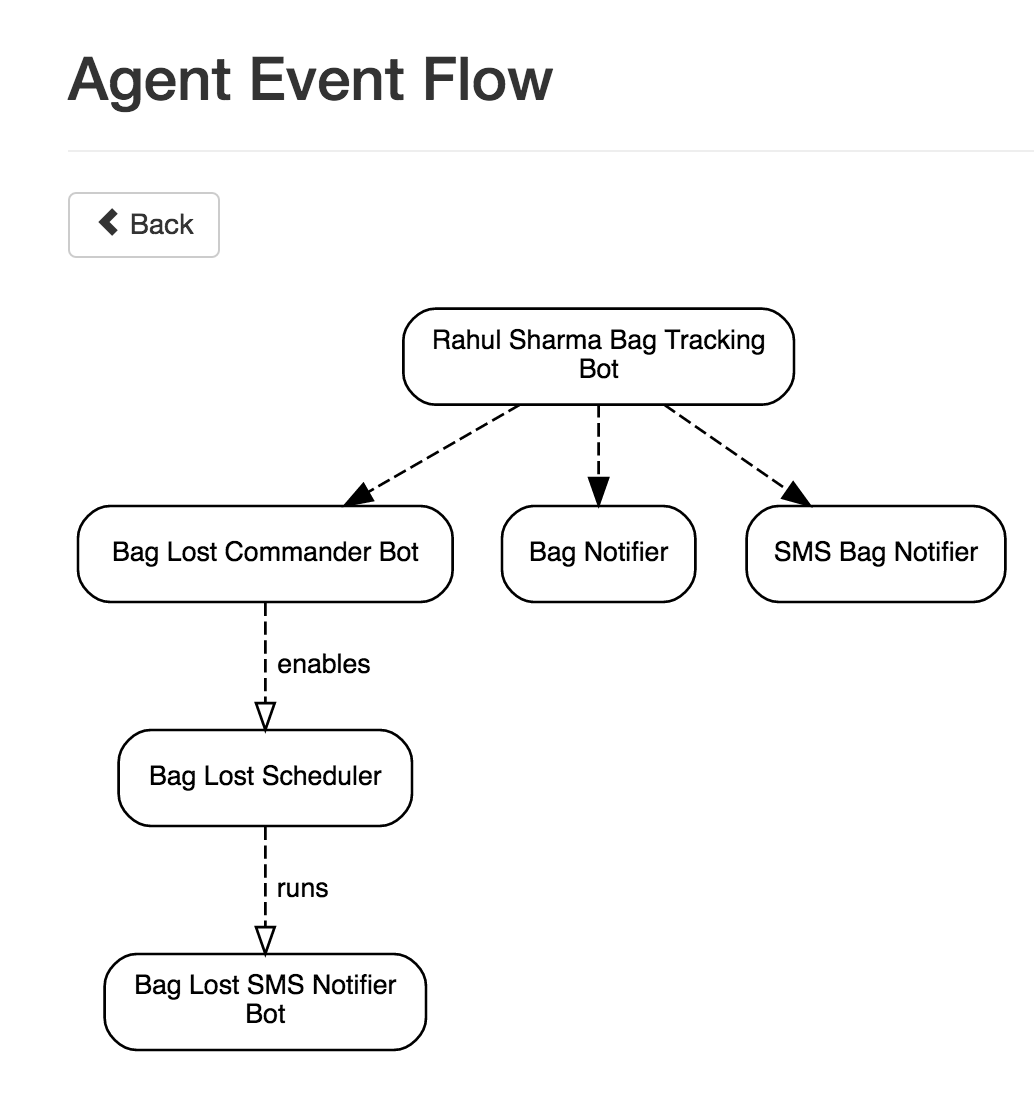 Agent Event Flow
Back
Rahul Sharma Bag Tracking
Bot
Bag Lost Commander Bot
Bag Notifier
SMS Bag Notifier
enables
Bag Lost Scheduler
runs
Bag Lost SMS Notifier
Bot